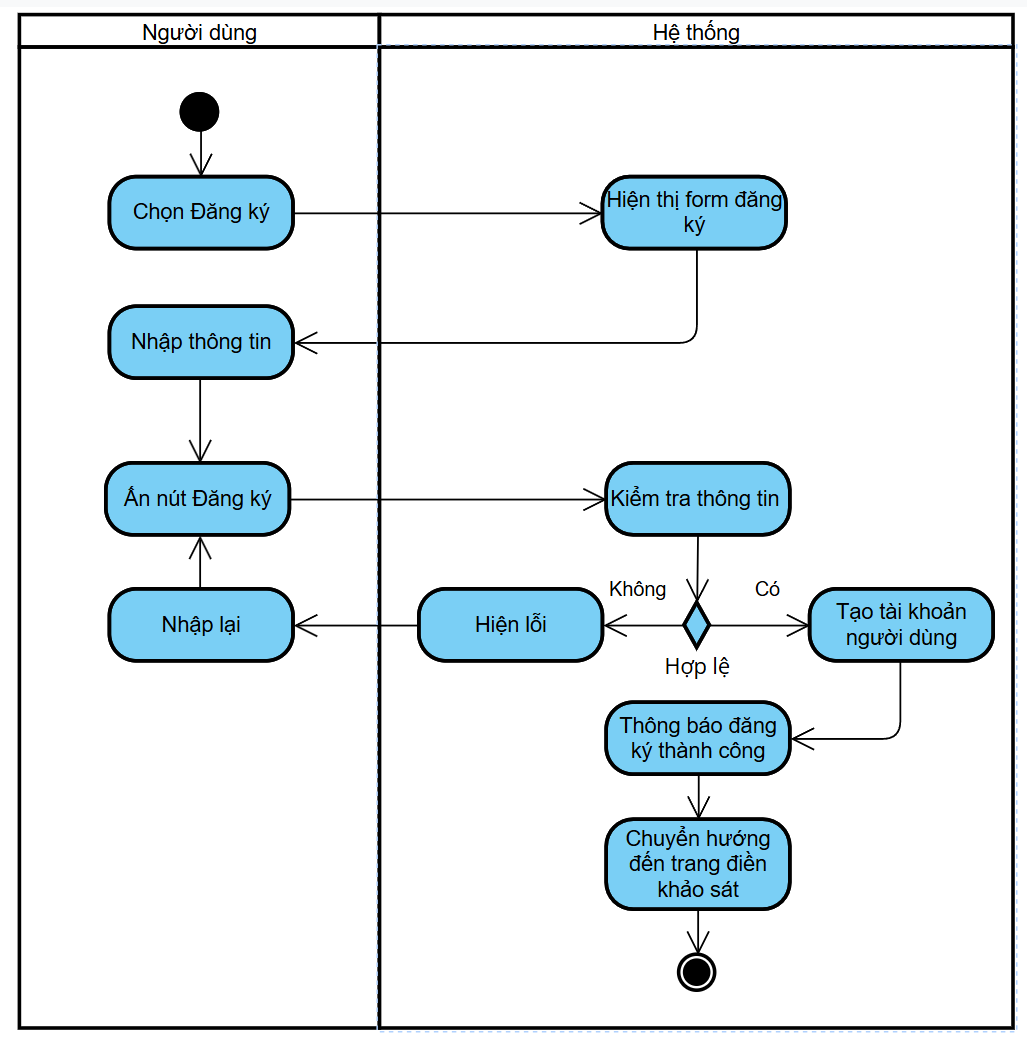 Người dùng
Hệ thống
Chọn Đăng ký
Hiện thị form đăng
ký
Nhập thông tin
Ấn nút Đăng ký
Kiểm tra thông tin
Không
Có
Nhập lại
Hiện lỗi
Tạo tài khoản
người dùng
Hợp lệ
Thông báo đăng
ký thành công
Chuyển hướng
đến trang điền
khảo sát